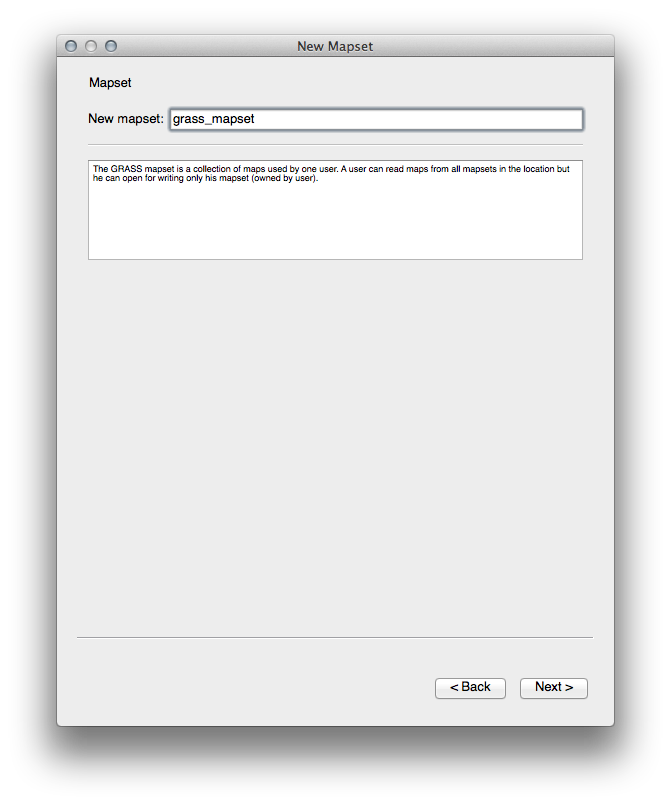 New Mapset
Mapset
New mapset: grass_mapset
The GRASS mapset is a collection of maps used by one user. A user can read maps from all mapsets in the location but
he can open for writing only his mapset (owned by user).
< Back Next >